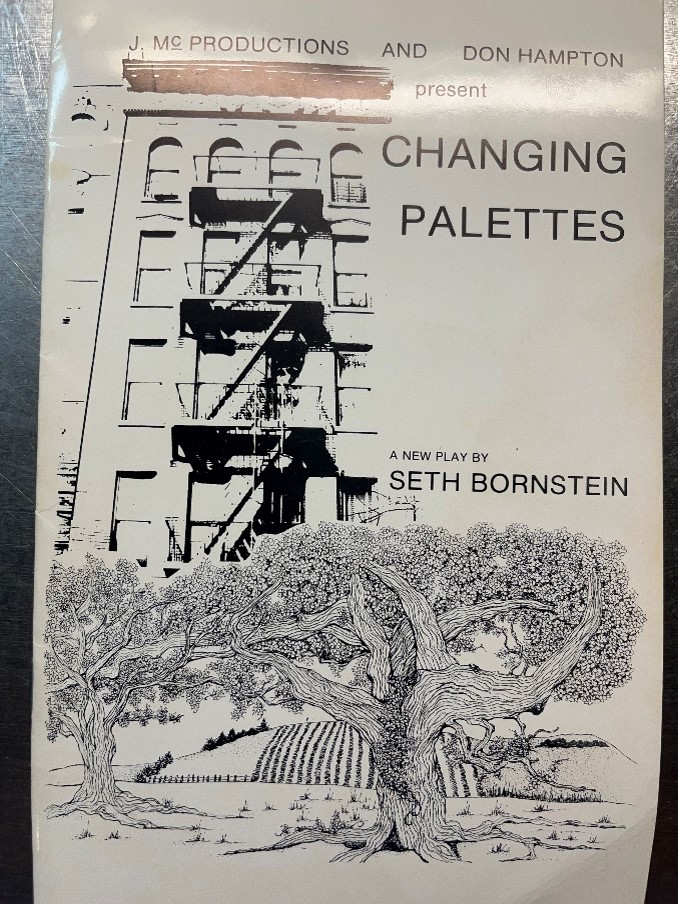 J. Mc PRODUCTIONS AND DON HAMPTON
present
CHANGING
PALETTES
A NEW PLAY BY
SETH BORNSTEIN